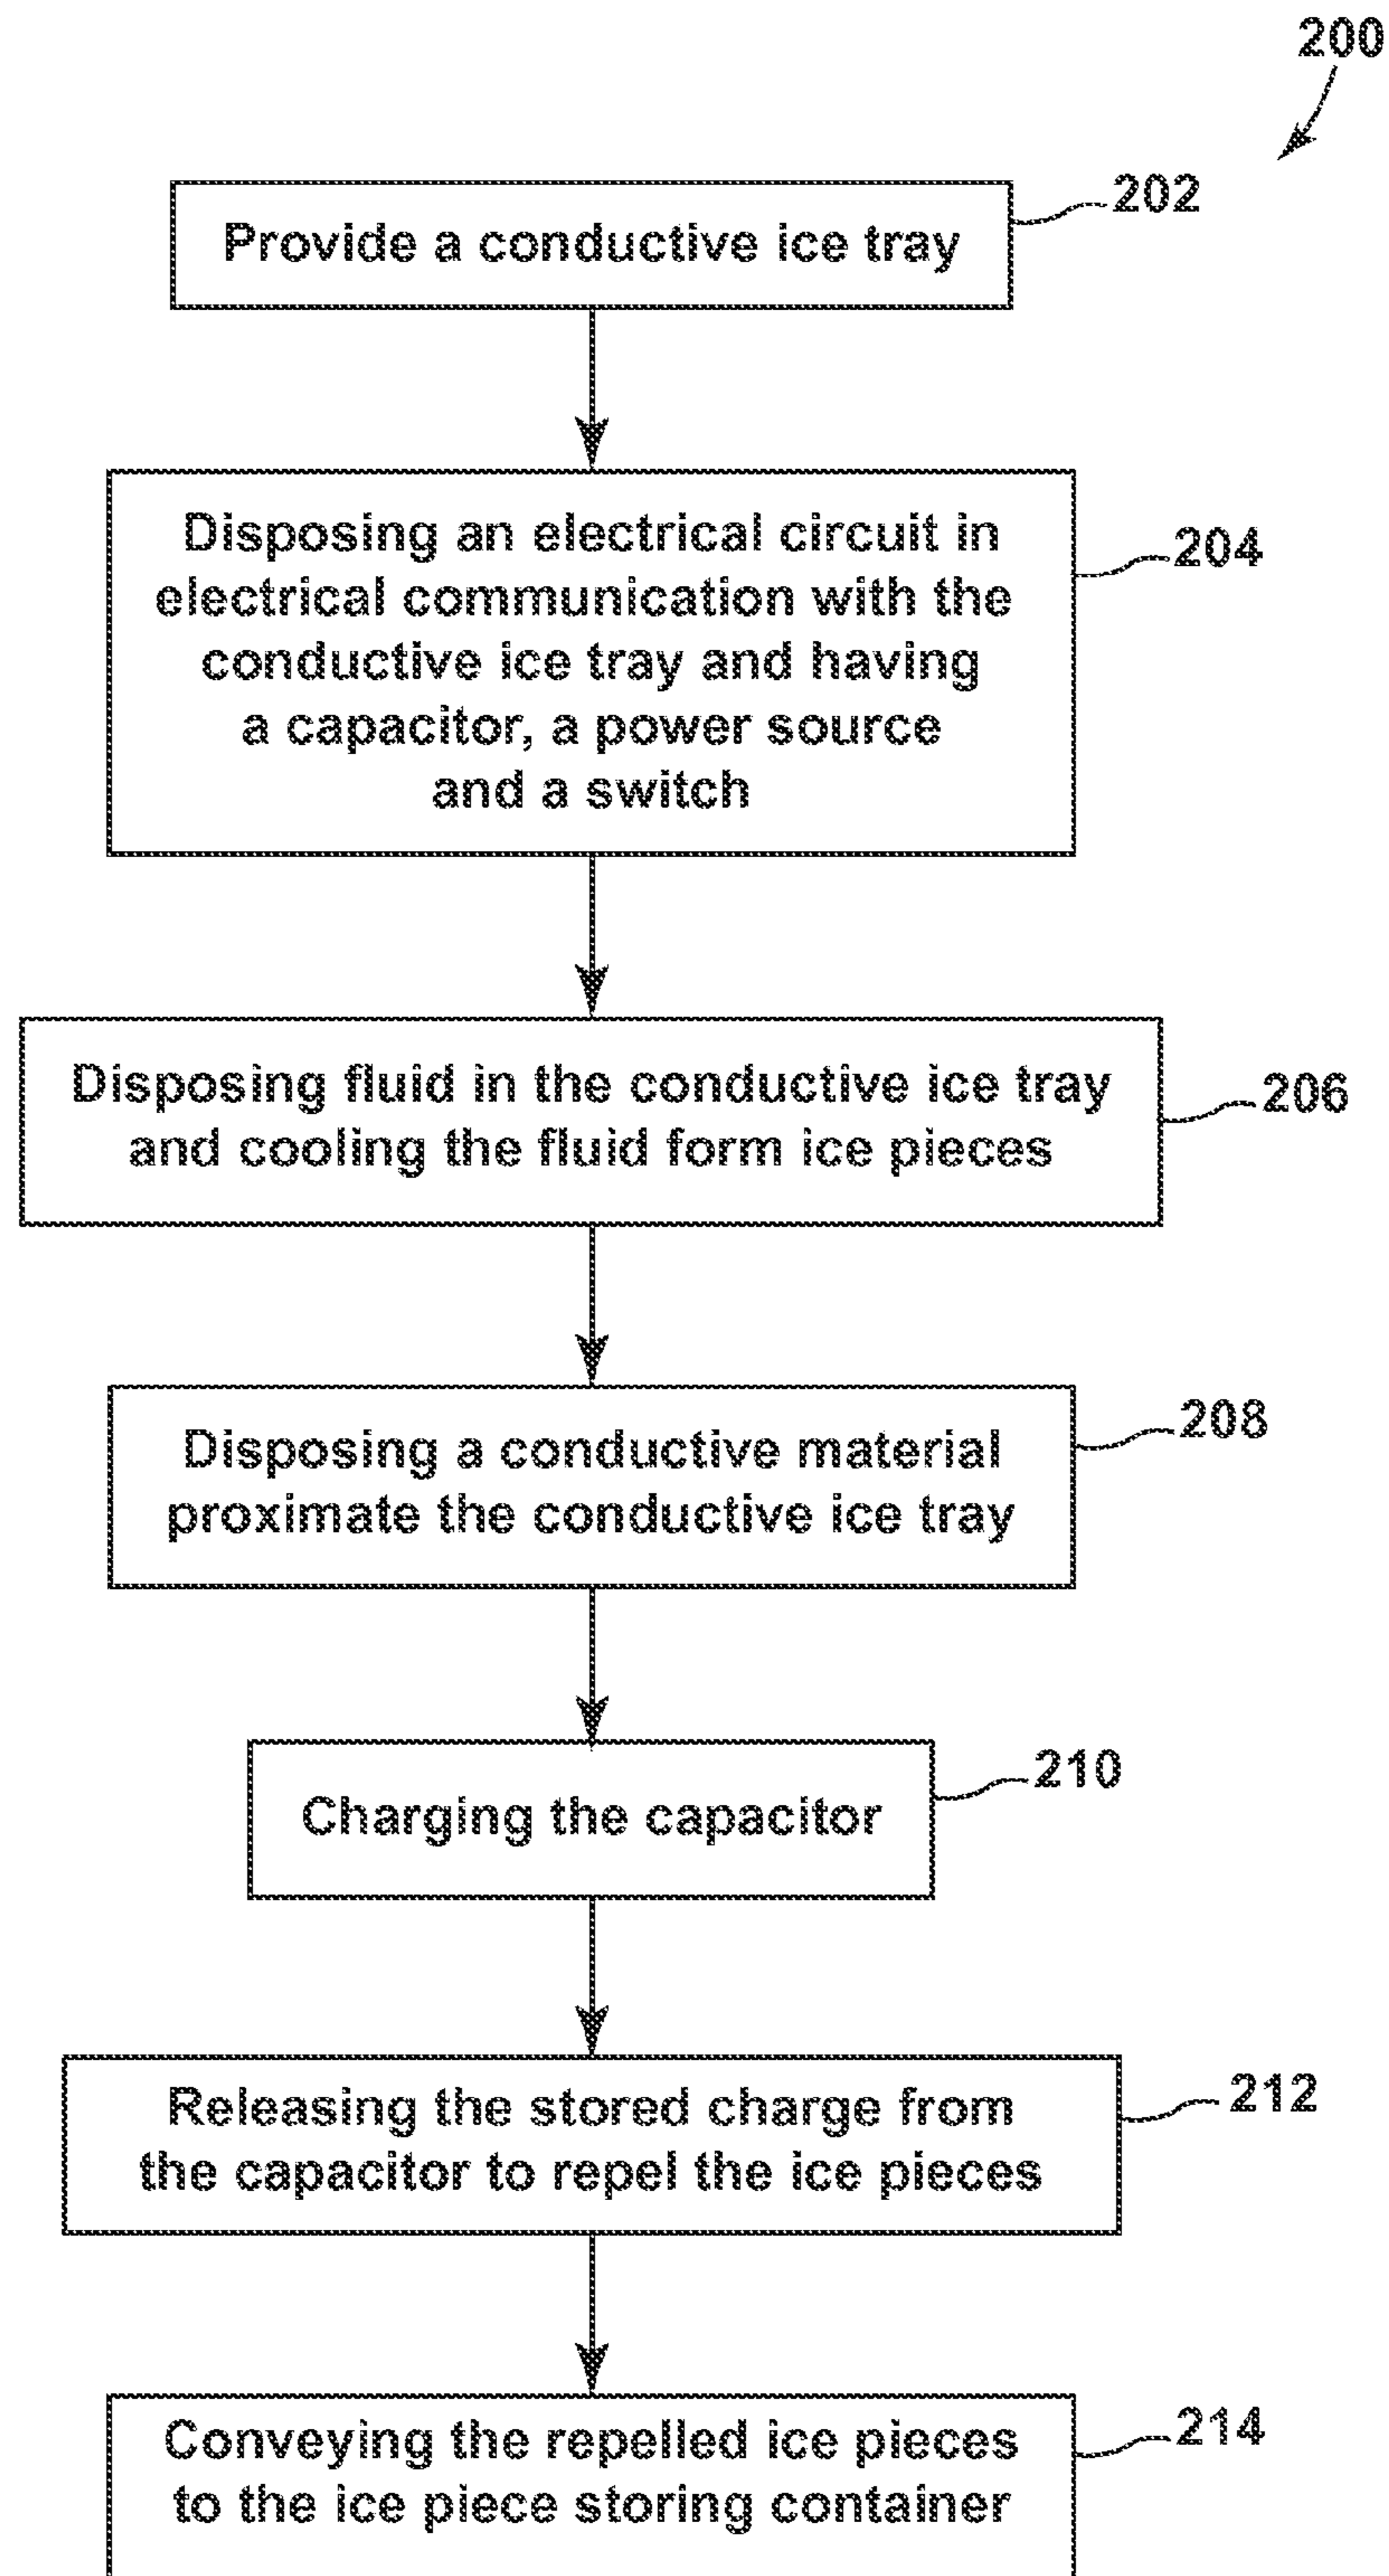 200
Provide a conductive ice tray
202
Disposing an electrical circuit in
electrical communication with the
conductive ice tray and having
a capacitor, a power source
and a switch
204
Disposing fluid in the conductive ice tray
and cooling the fluid form ice pieces
206
Disposing a conductive material
proximate the conductive ice tray
208
Charging the capacitor
210
Releasing the stored charge from
the capacitor to repel the ice pieces
212
Conveying the repelled ice pieces
to the ice piece storing container
214